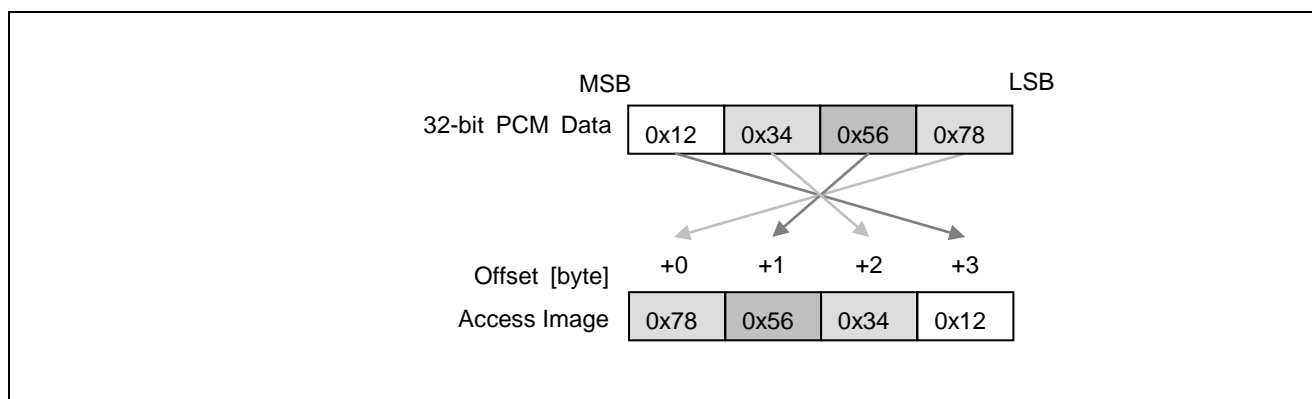 MSB LSB
32-bit PCM Data 0x12 0x34 0x56 0x78
Offset [byte] +0 +1 +2 +3
Access Image 0x78 0x56 0x34 0x12